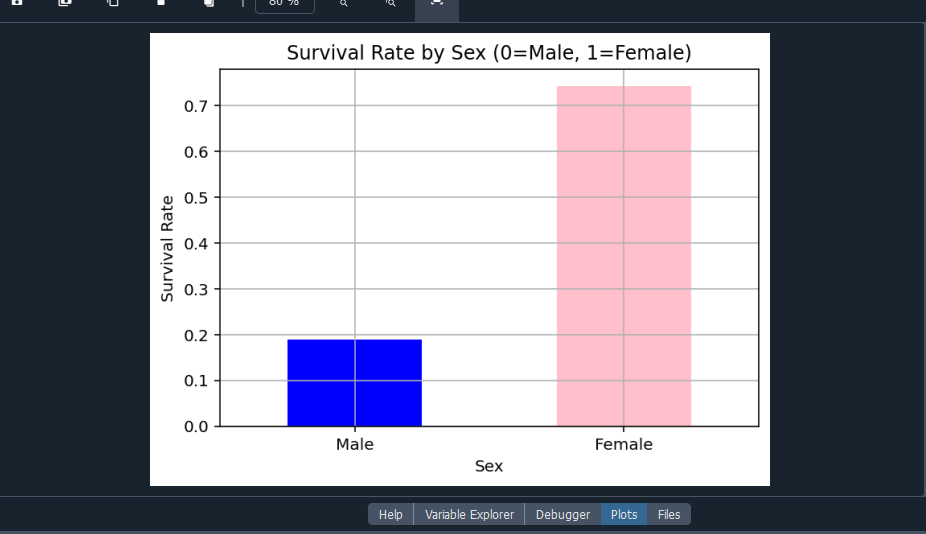 80 %
Survival Rate by Sex (0=Male, 1=Female)
Survival Rate
0.7
0.6
0.5
0.4
0.3
0.2
0.1
0.0
Male Female
Sex
Help Variable Explorer Debugger Plots Files